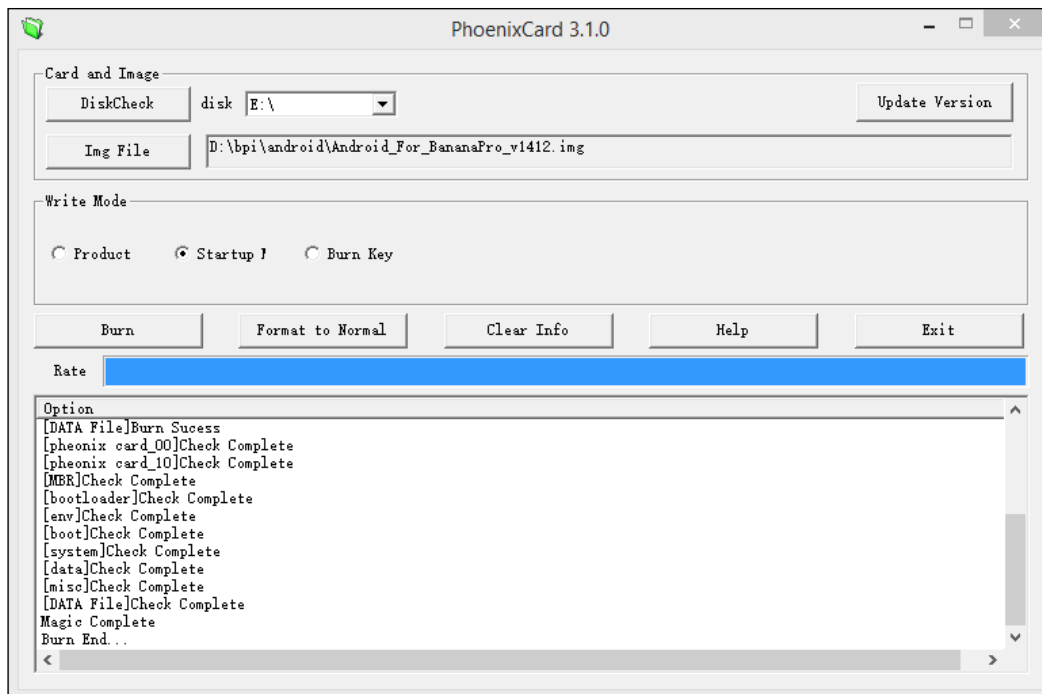 PhoenixCard 3.1.0
Card and Image
DiskCheck disk E:\ Update Version
Img File D:\bpi\android\Android_For_BananaPro_v1412.img
Write Mode
Product Startup Burn Key
Burn Format to Normal Clear Info Help Exit
Rate
Option
[DATA File]Burn Sucess
[pheonix card_00]Check Complete
[pheonix card_10]Check Complete
[MBR]Check Complete
[bootloader]Check Complete
[env]Check Complete
[boot]Check Complete
[system]Check Complete
[data]Check Complete
[misc]Check Complete
[DATA File]Check Complete
Magic Complete
Burn End...